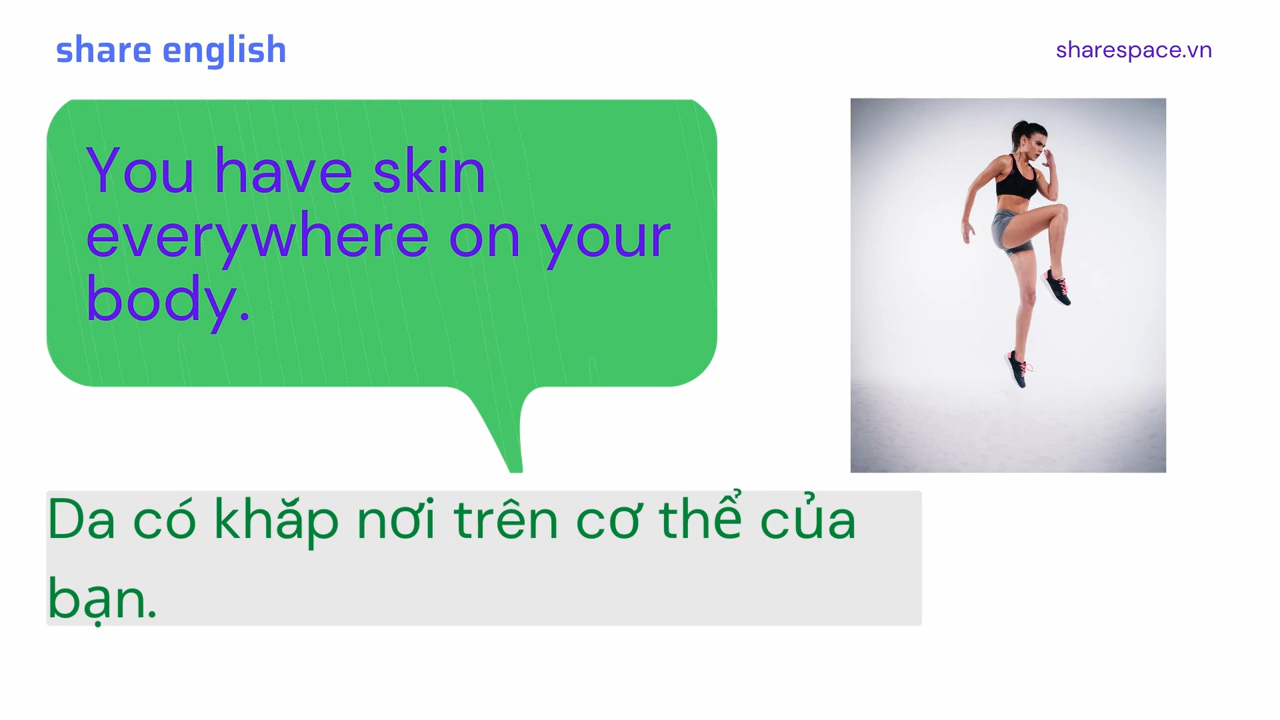 share english
sharespace.vn
You have skin
everywhere on your
body.
Da có khắp nơi trên cơ thể của
bạn.